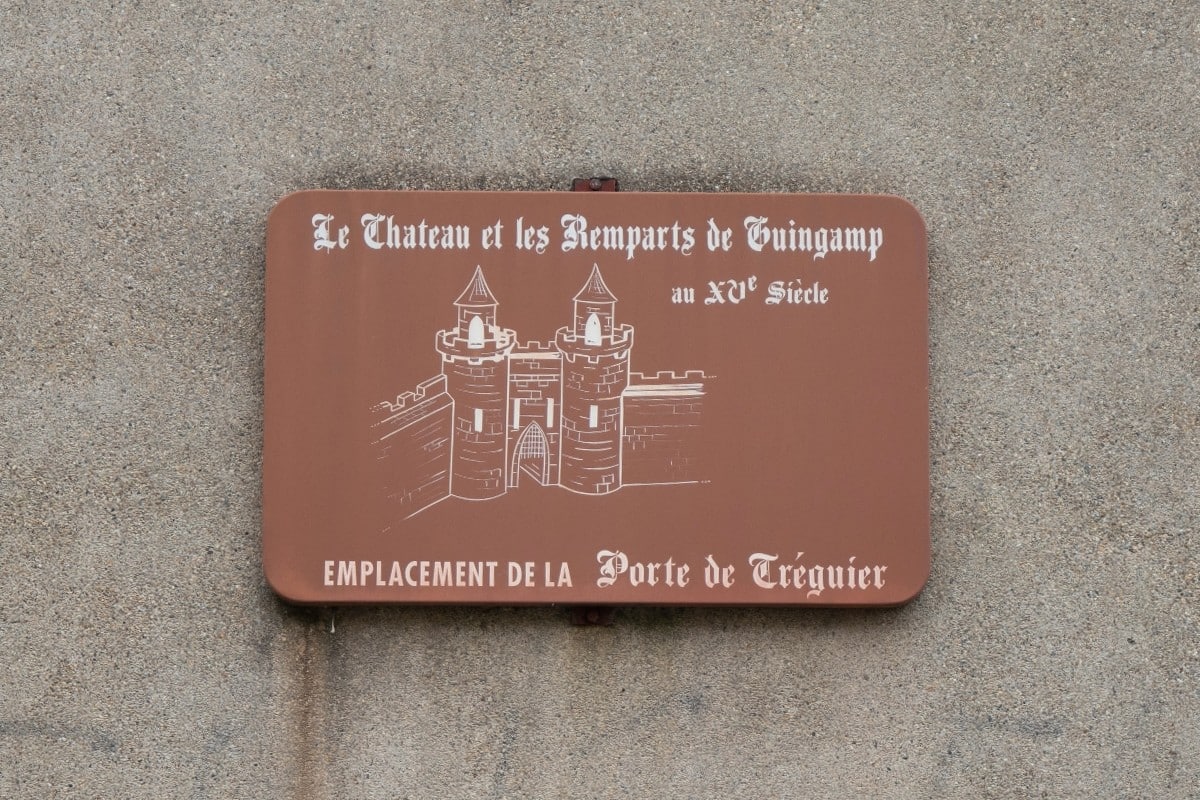 Le Chateau et les Remparts de Guingamp
au XVe Siècle
EMPLACEMENT DE LA Porte de Tréguier